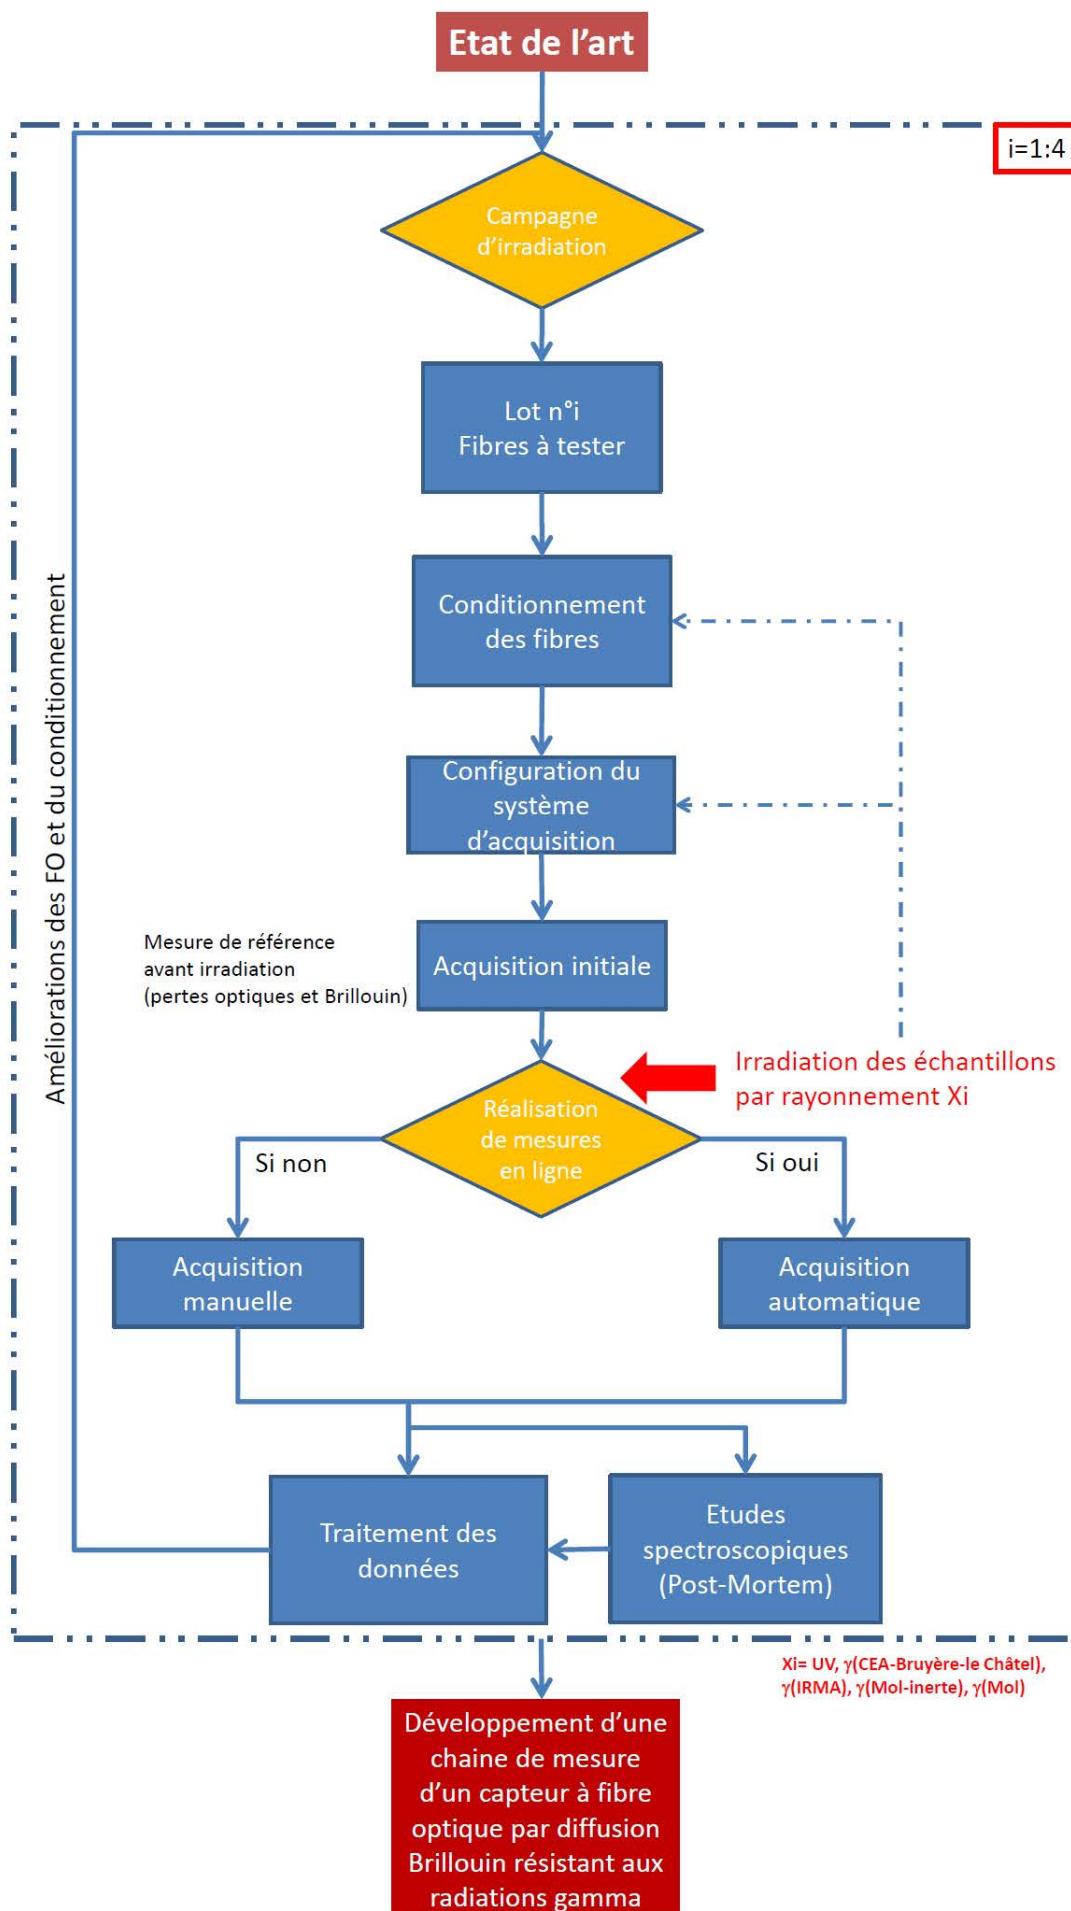 Etat de l'art
i=1:4
Campagne
d'irradiation
Lot n°i
Fibres à tester
Conditionnement
des fibres
Améliorations des FO et du conditionnement
Configuration du
système
d'acquisition
Mesure de référence
avant irradiation
(pertes optiques et Brillouin)
Acquisition initiale
Irradiation des échantillons
par rayonnement Xi
Réalisation
de mesures
en ligne
Si non
Si oui
Acquisition
manuelle
Acquisition
automatique
Traitement des
données
Etudes
spectroscopiques
(Post-Mortem)
Xi= UV, γ(CEA-Bruyère-le Châtel),
γ(IRMA), γ(Mol-inerte), γ(Mol)
Développement d'une
chaine de mesure
d'un capteur à fibre
optique par diffusion
Brillouin résistant aux
radiations gamma